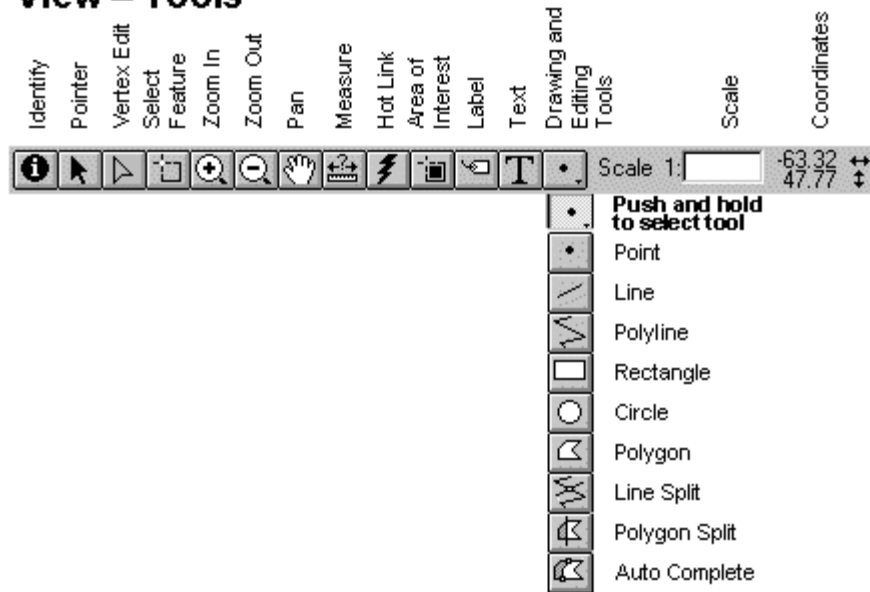 View – Tools
Identify
Pointer
Vertex Edit
Select
Feature
Zoom In
Zoom Out
Pan
Measure
Hot Link
Area of
Interest
Label
Text
Drawing and
Editing
Tools
Scale
Coordinates
T
Scale 1:
-63.32
47.77
Push and hold
to select tool
Point
Line
Polyline
Rectangle
Circle
Polygon
Line Split
Polygon Split
Auto Complete